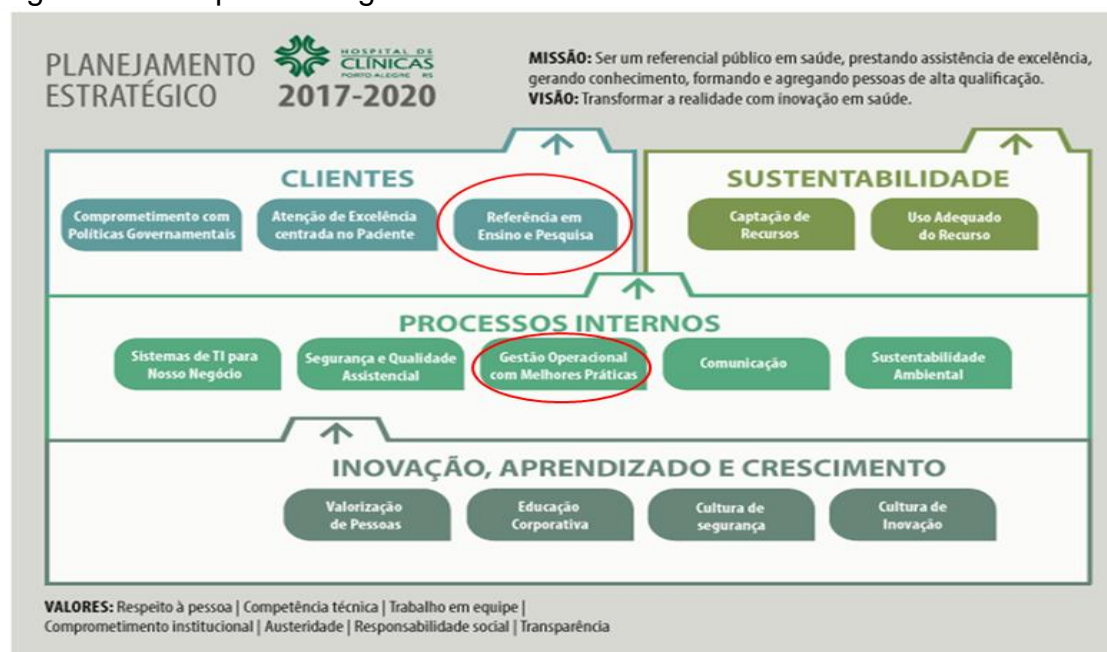 PLANEJAMENTO
ESTRATÉGICO
HOSPITAL DE
CLÍNICAS
PORTO ALEGRE RS
2017-2020
MISSÃO: Ser um referencial público em saúde, prestando assistência de excelência,
gerando conhecimento, formando e agregando pessoas de alta qualificação.
VISÃO: Transformar a realidade com inovação em saúde.
CLIENTES
Comprometimento com
Políticas Governamentais
Atenção de Excelência
centrada no Paciente
Referência em
Ensino e Pesquisa
SUSTENTABILIDADE
Captação de
Recursos
Uso Adequado
do Recurso
PROCESSOS INTERNOS
Sistemas de TI para
Nosso Negócio
Segurança e Qualidade
Assistencial
Gestão Operacional
com Melhores Práticas
Comunicação
Sustentabilidade
Ambiental
INOVAÇÃO, APRENDIZADO E CRESCIMENTO
Valorização
de Pessoas
Educação
Corporativa
Cultura de
segurança
Cultura de
Inovação
VALORES: Respeito à pessoa | Competência técnica | Trabalho em equipe |
Comprometimento institucional | Austeridade | Responsabilidade social | Transparência